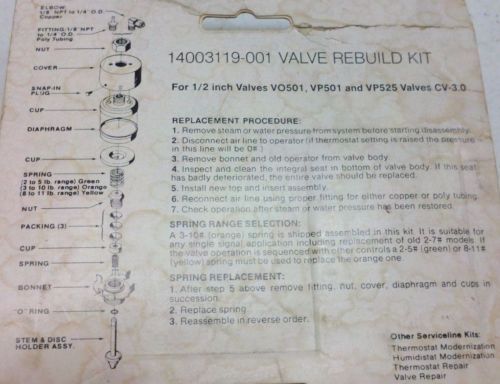 ELBOW
1/8" NPT to 1/4" O.D.
Copper
FITTING: 1/8" NPT
to 1/4" O.D.
Poly Tubing
NUT
COVER
SNAP-IN
PLUG
CUP
DIAPHRAGM
CUP
SPRING
(2 to 5 lb. range) Green
(3 to 10 lb. range) Orange
(8 to 11 lb. range) Yellow
NUT
PACKING (3)
CUP
SPRING
BONNET
"O" RING
STEM & DISC
HOLDER ASSY.
14003119-001 VALVE REBUILD KIT
For 1/2 inch Valves VO501, VP501 and VP525 Valves CV-3.0
REPLACEMENT PROCEDURE:
1. Remove steam or water pressure from system before starting disassembly.
2. Disconnect air line to operator (if thermostat setting is raised the pressure
in this line will be 0#.)
3. Remove bonnet and old operator from valve body.
4. Inspect and clean the integral seat in bottom of valve body. If this seat
has badly deteriorated, the entire valve should be replaced.
5. Install new top and insert assembly.
6. Reconnect air line using proper fitting for either copper or poly tubing.
7. Check operation after steam or water pressure has been restored.
SPRING RANGE SELECTION:
A 3-10# (orange) spring is shipped assembled in this kit. It is suitable for
any single signal application including replacement of old 2-7# models. If
the valve operation is sequenced with other controls a 2-5# (green) or 8-11#
(yellow) spring must be used to replace the orange one.
SPRING REPLACEMENT:
1. After step 5 above remove fitting, nut, cover, diaphragm and cups in
succession.
2. Replace spring.
3. Reassemble in reverse order.
Other Serviceline Kits:
Thermostat Modernization
Humidistat Modernization
Thermostat Repair
Valve Repair